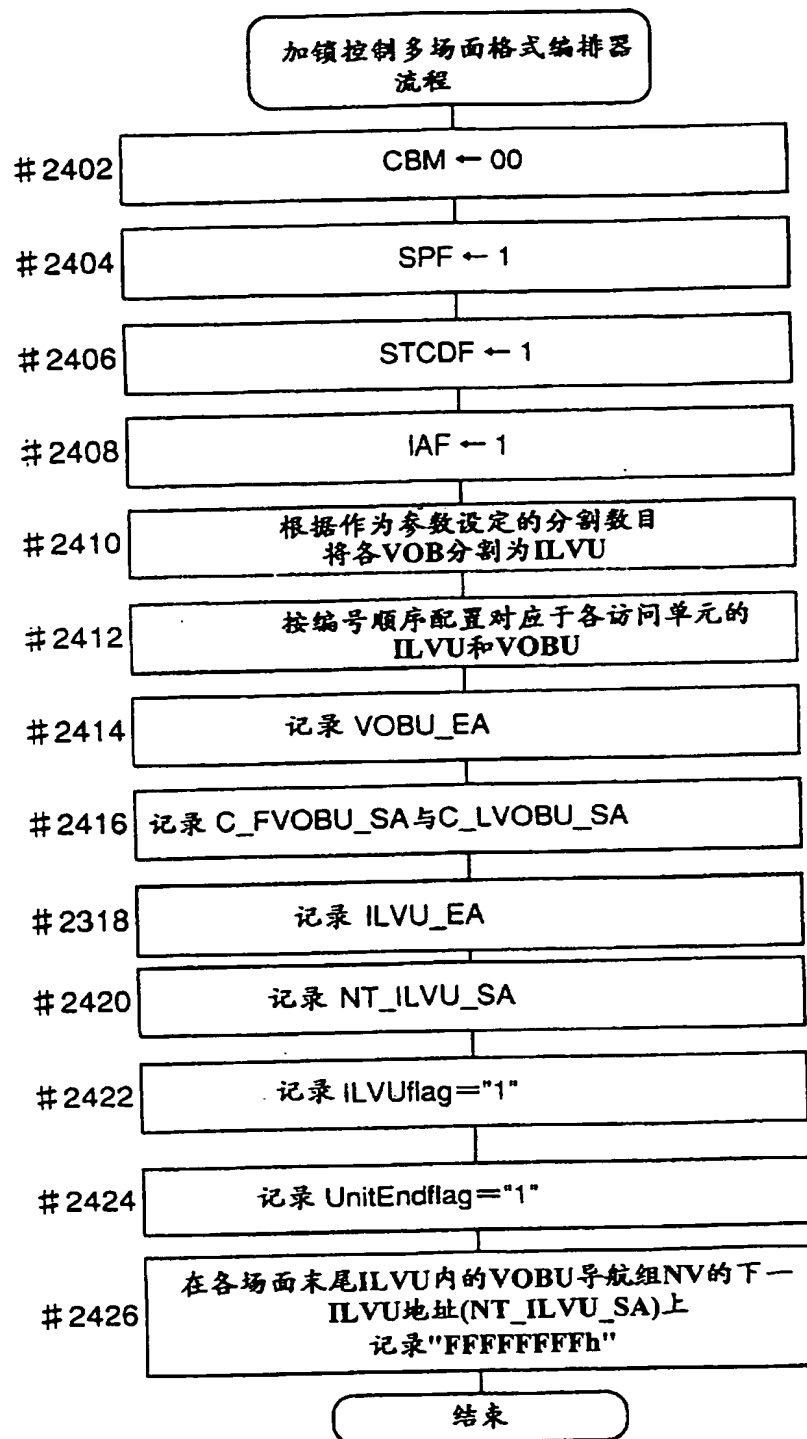 加锁控制多场面格式编排器
流程
#2402
CBM ← 00
#2404
SPF ← 1
#2406
STCDF ← 1
#2408
IAF ← 1
#2410
根据作为参数设定的分割数目
将各VOB分割为ILVU
#2412
按编号顺序配置对应于各访问单元的
ILVU和VOBU
#2414
记录 VOBU_EA
#2416
记录 C_FVOBU_SA与C_LVOBU_SA
#2318
记录 ILVU_EA
#2420
记录 NT_ILVU_SA
#2422
记录 ILVUflag="1"
#2424
记录 UnitEndflag="1"
#2426
在各场面末尾ILVU内的VOBU导航组NV的下一
ILVU地址(NT_ILVU_SA)上
记录"FFFFFFFFh"
结束